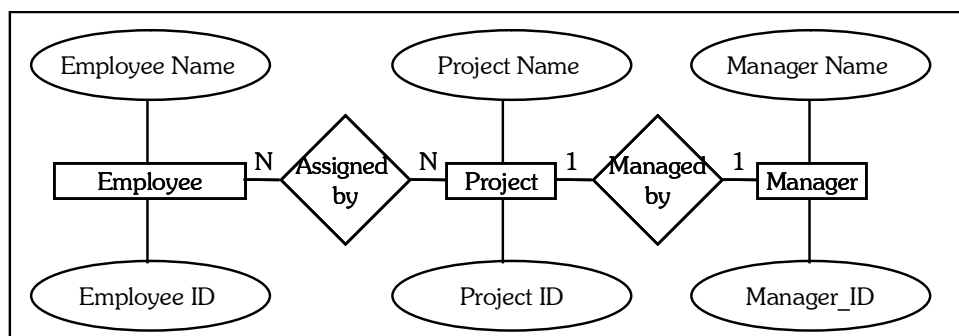 Employee Name
Project Name
Manager Name
N
Assigned
by
N
1
Managed
by
1
Employee
Project
Manager
Employee ID
Project ID
Manager_ID